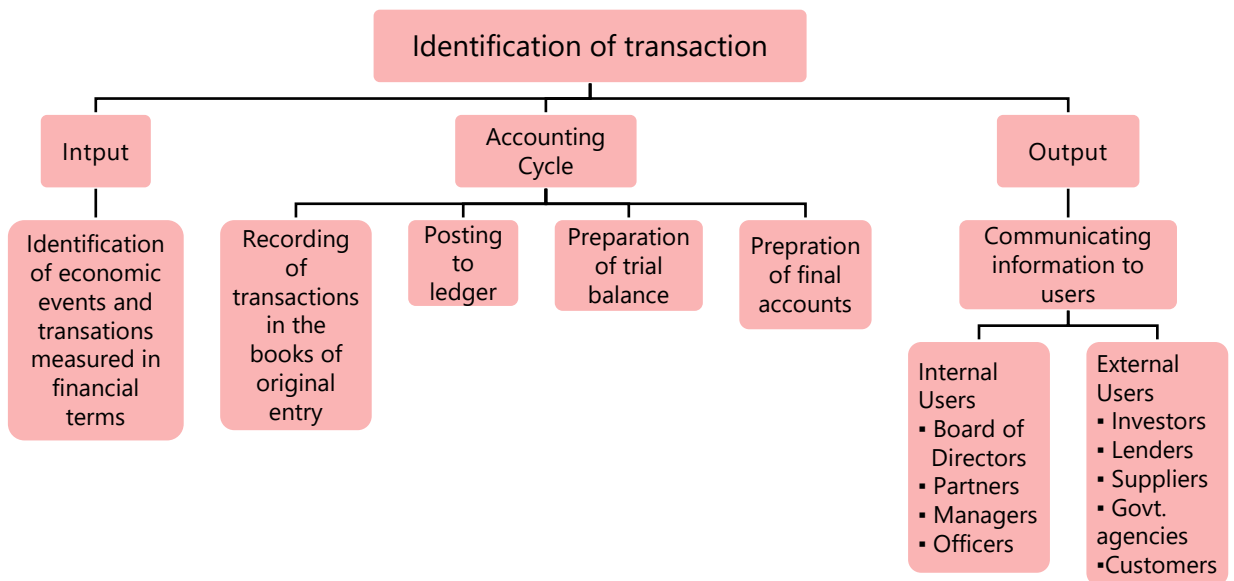 Identification of transaction
Intput
Accounting
Cycle
Output
Identification
of economic
events and
transations
measured in
financial
terms
Recording
of
transactions
in the
books of
original
entry
Posting
to
ledger
Preparation
of trial
balance
Prepration
of final
accounts
Communicating
information to
users
Internal
Users
▪ Board of
Directors
▪ Partners
▪ Managers
▪ Officers
External
Users
▪ Investors
▪ Lenders
▪ Suppliers
▪ Govt.
agencies
▪Customers